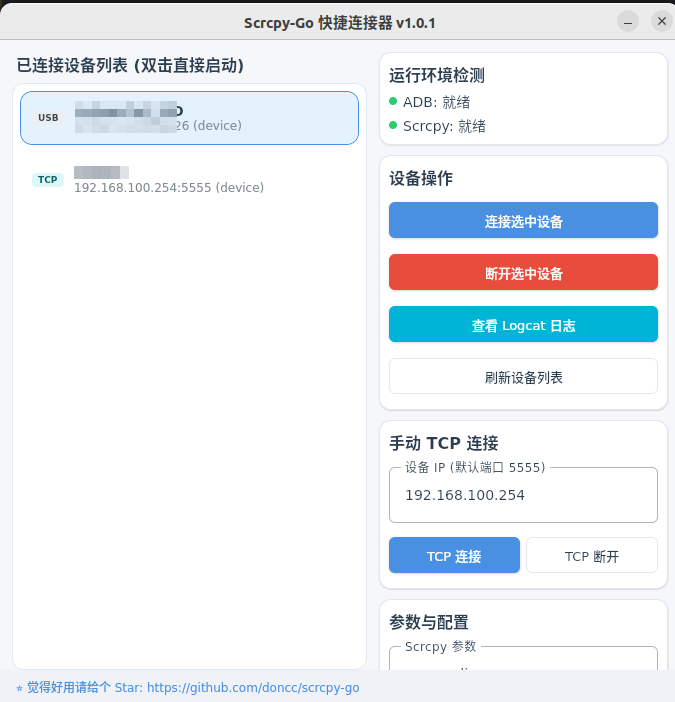 Scrcpy-Go 快捷连接器 v1.0.1
已连接设备列表 (双击直接启动)
USB
26 (device)
TCP
192.168.100.254:5555 (device)
运行环境检测
ADB: 就绪
Scrcpy: 就绪
设备操作
连接选中设备
断开选中设备
查看 Logcat 日志
刷新设备列表
手动 TCP 连接
设备 IP (默认端口 5555)
192.168.100.254
TCP 连接
TCP 断开
参数与配置
Scrcpy 参数
⭐ 觉得好用请给个 Star: https://github.com/doncc/scrcpy-go